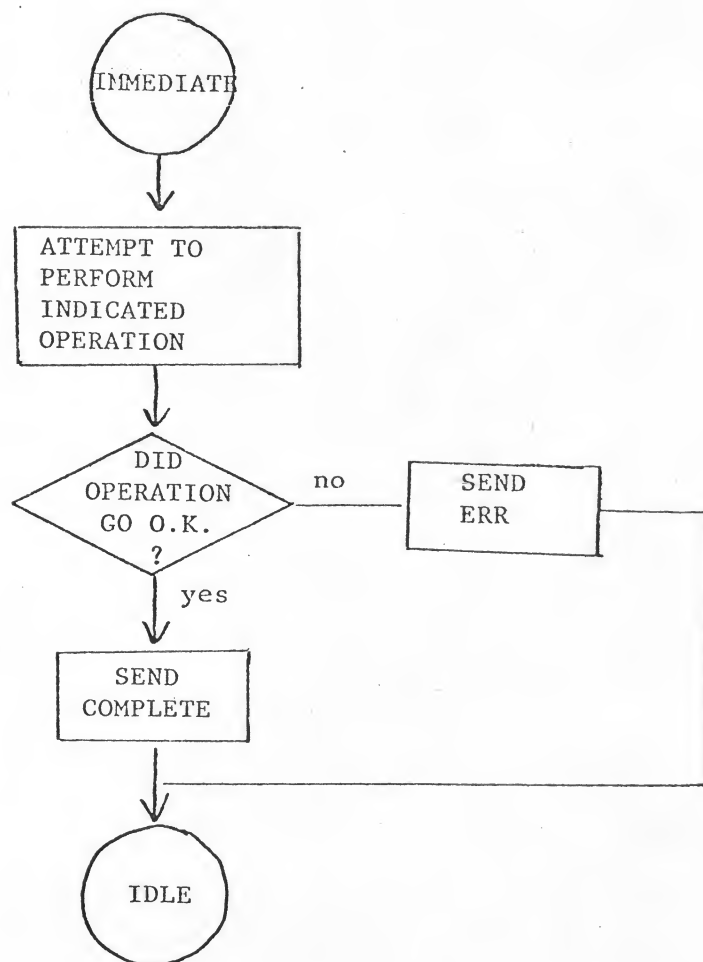 IMMEDIATE
ATTEMPT TO
PERFORM
INDICATED
OPERATION
DID
OPERATION
GO O.K.
?
no
SEND
ERR
yes
SEND
COMPLETE
IDLE